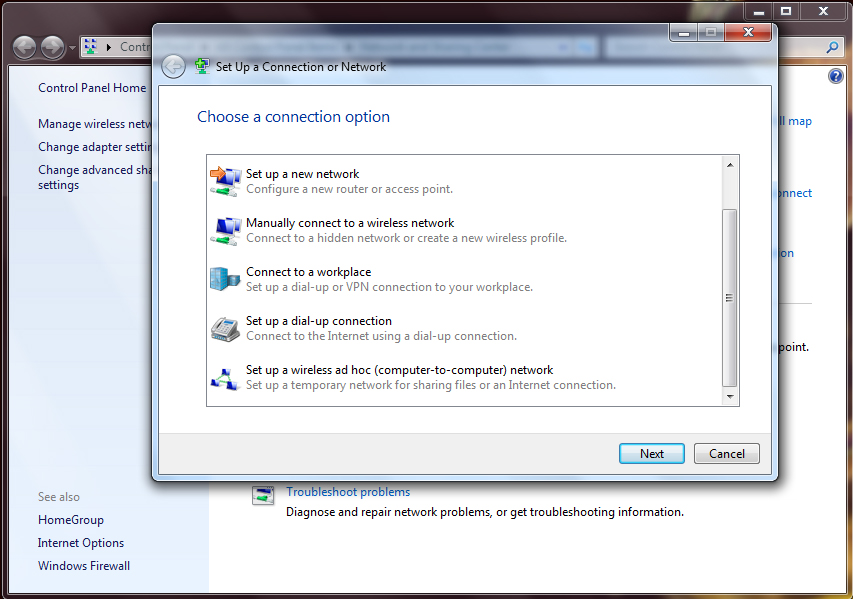 Contr
Set Up a Connection or Network
Control Panel Home
Manage wireless netw
Change adapter settin
Change advanced sha
settings
Choose a connection option
Set up a new network
Configure a new router or access point.
Manually connect to a wireless network
Connect to a hidden network or create a new wireless profile.
Connect to a workplace
Set up a dial-up or VPN connection to your workplace.
Set up a dial-up connection
Connect to the Internet using a dial-up connection.
Set up a wireless ad hoc (computer-to-computer) network
Set up a temporary network for sharing files or an Internet connection.
Next
Cancel
ll map
onnect
on
point.
See also
HomeGroup
Internet Options
Windows Firewall
Troubleshoot problems
Diagnose and repair network problems, or get troubleshooting information.